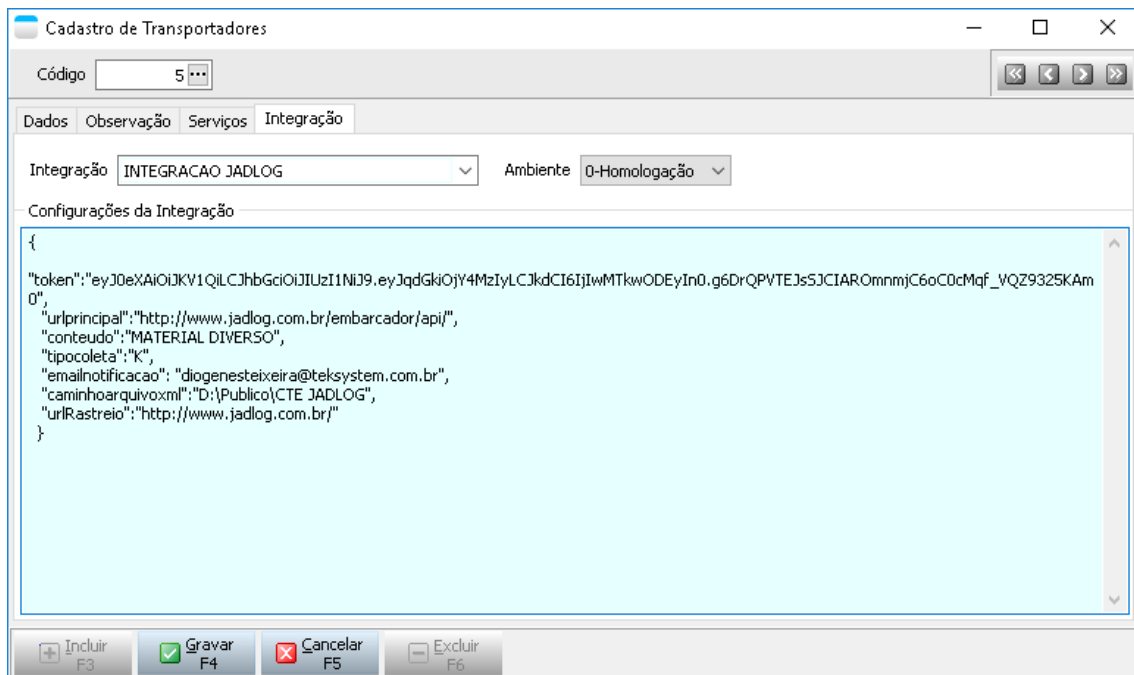 Cadastro de Transportadores
Código 5 ...
Dados Observação Serviços Integração
Integração INTEGRACAO JADLOG Ambiente 0-Homologação
Configurações da Integração
{
"token":"eyJ0eXAiOiJKV1QiLCJhbGciOiJIUzI1NiJ9.eyJqdGkiOjY4MzIyLCJkdCI6IjIwMTkwODEyIn0.g6DrQPVTEJsSJCIAROmnmjC6oC0cMqf_VQZ9325KAm
0",
"urlprincipal":"http://www.jadlog.com.br/embarcador/api/",
"conteudo":"MATERIAL DIVERSO",
"tipocoleta":"K",
"emailnotificacao": "diogenesteixeira@teksystem.com.br",
"caminhoarquivoxml":"D:\Publico\CTE JADLOG",
"urlRastreio":"http://www.jadlog.com.br/"
}
Incluir Gravar Cancelar Excluir
F3 F4 F5 F6